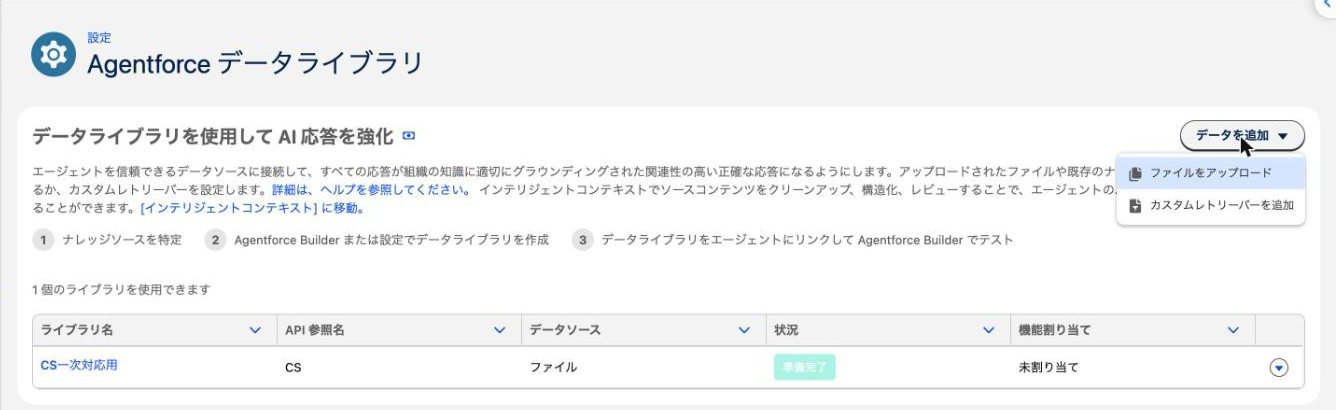 設定
Agentforce データライブラリ
データライブラリを使用して AI 応答を強化
データを追加
エージェントを信頼できるデータソースに接続して、すべての応答が組織の知識に適切にグラウンディングされた関連性の高い正確な応答になるようにします。アップロードされたファイルや既存のナ
るか、カスタムレトリーバーを設定します。詳細は、ヘルプを参照してください。 インテリジェントコンテキストでソースコンテンツをクリーンアップ、構造化、レビューすることで、エージェントの
ることができます。[インテリジェントコンテキスト] に移動。
ファイルをアップロード
カスタムレトリーバーを追加
1 ナレッジソースを特定 2 Agentforce Builder または設定でデータライブラリを作成 3 データライブラリをエージェントにリンクして Agentforce Builder でテスト
1 個のライブラリを使用できます
ライブラリ名 API 参照名 データソース 状況 機能割り当て
CS一次対応用 CS ファイル 準備完了 未割り当て